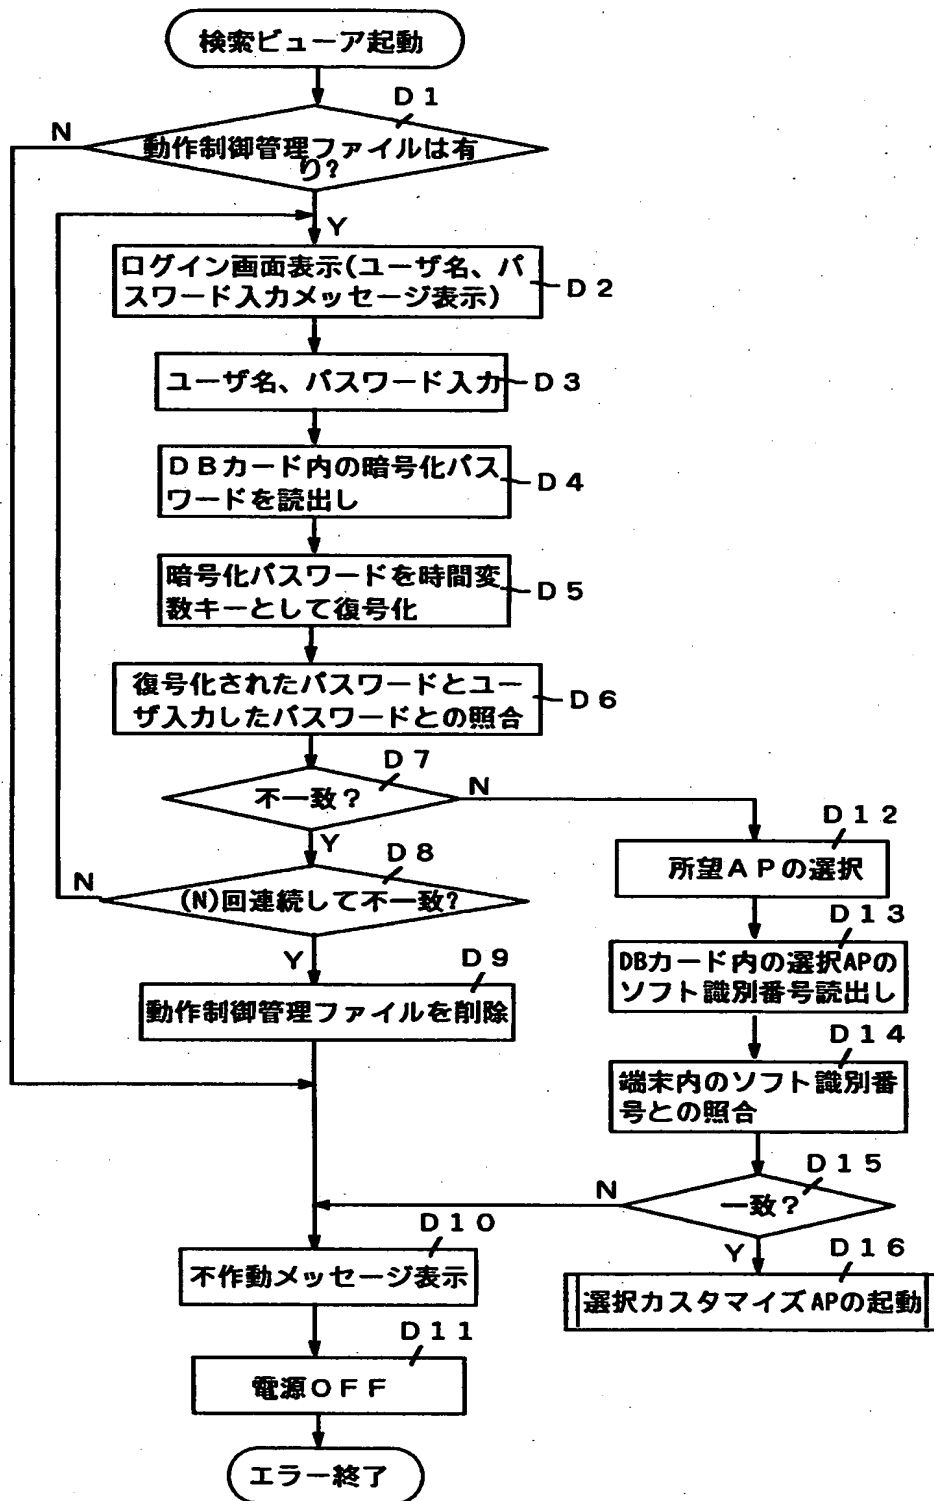 検索ビューア起動
D1
N
動作制御管理ファイルは有
り?
Y
ログイン画面表示(ユーザ名、パ
スワード入力メッセージ表示)
D2
ユーザ名、パスワード入力
D3
DBカード内の暗号化パス
ワードを読出し
D4
暗号化パスワードを時間変
数キーとして復号化
D5
復号化されたパスワードとユー
ザ入力したパスワードとの照合
D6
D7
不一致?
N
Y
D8
N
(N)回連続して不一致?
Y
D9
動作制御管理ファイルを削除
D12
所望APの選択
D13
DBカード内の選択APの
ソフト識別番号読出し
D14
端末内のソフト識別番
号との照合
D15
N
一致?
Y
D16
選択カスタマイズAPの起動
D10
不作動メッセージ表示
D11
電源OFF
エラー終了